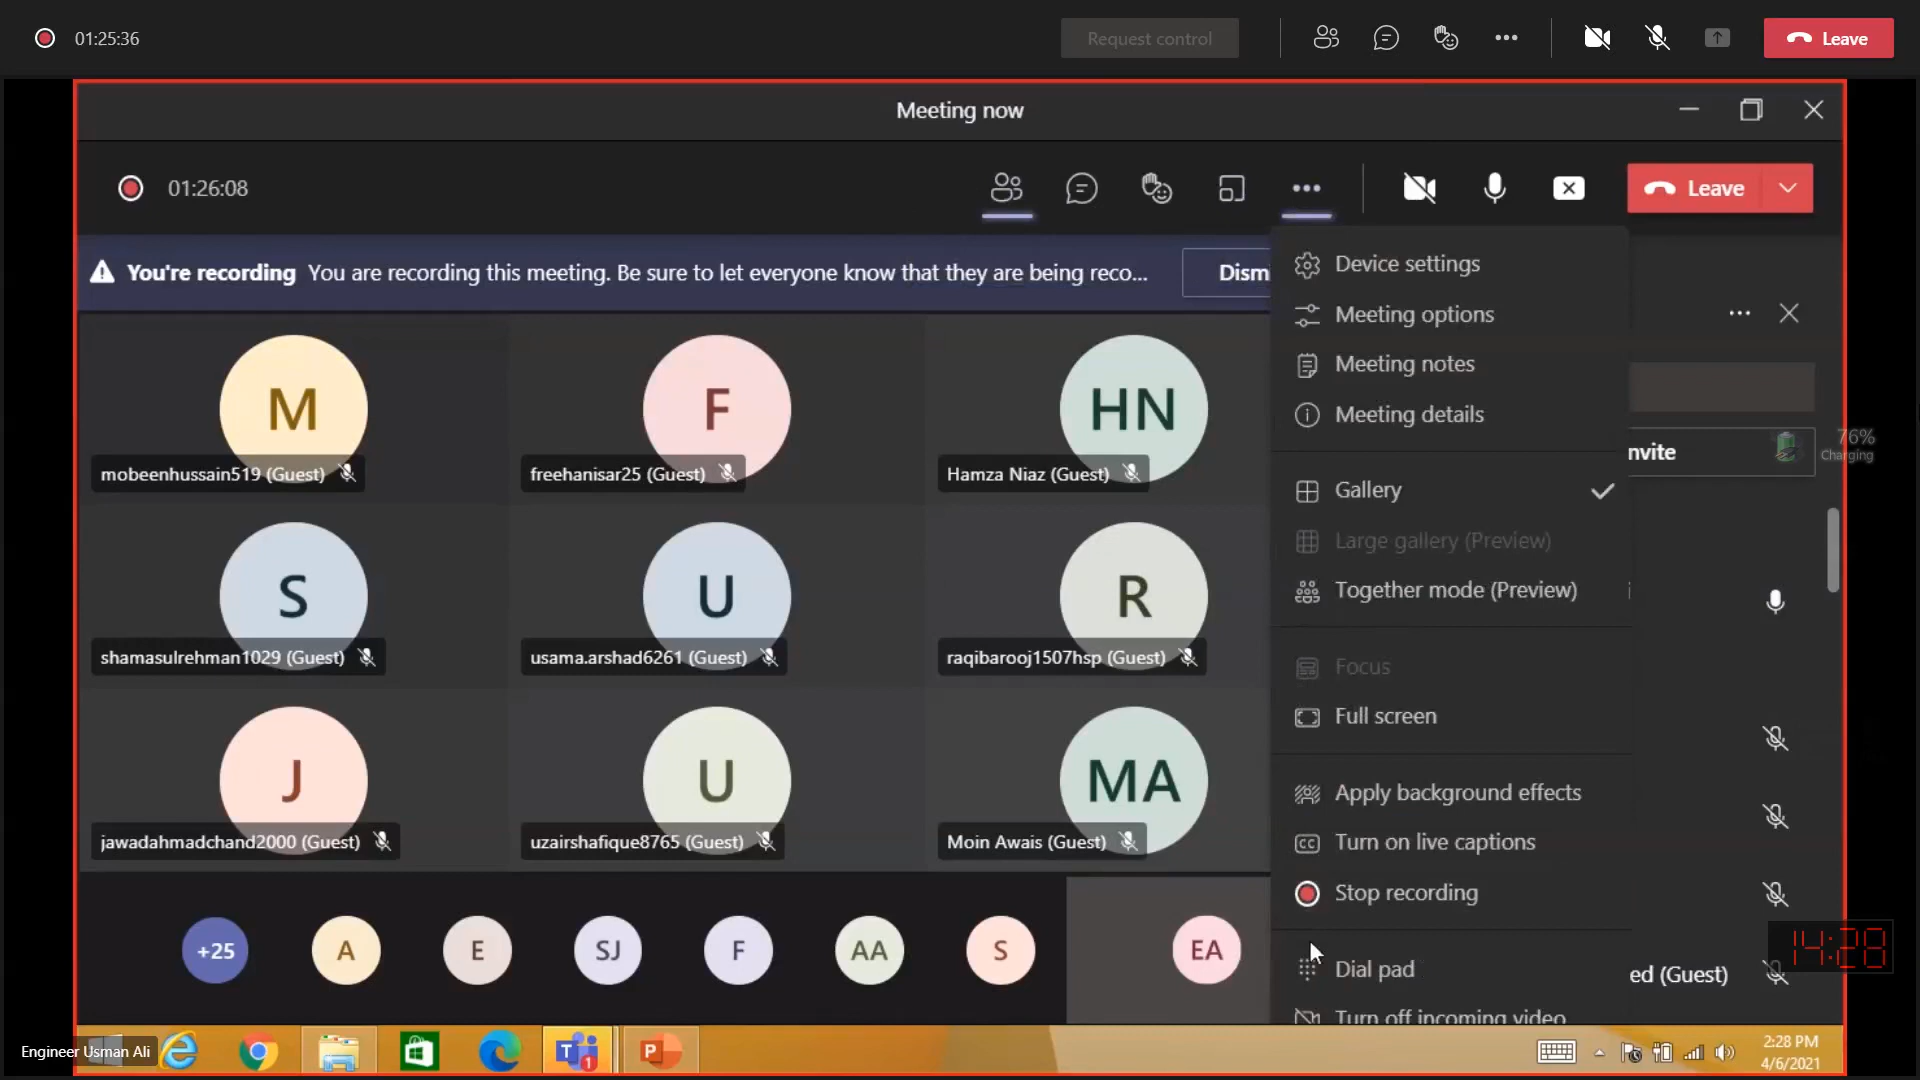 01:25:36
Request control
Leave
Meeting now
01:26:08
Leave
You're recording You are recording this meeting. Be sure to let everyone know that they are being reco...
Dism
Device settings
Meeting options
Meeting notes
Meeting details
nvite
76%
Charging
Gallery
Large gallery (Preview)
Together mode (Preview)
Focus
Full screen
Apply background effects
Turn on live captions
Stop recording
Dial pad
Turn off incoming video
M
mobeenhussain519 (Guest)
F
freehanisar25 (Guest)
HN
Hamza Niaz (Guest)
S
shamasulrehman1029 (Guest)
U
usama.arshad6261 (Guest)
R
raqibarooj1507hsp (Guest)
J
jawadahmadchand2000 (Guest)
U
uzairshafique8765 (Guest)
MA
Moin Awais (Guest)
+25
A
E
SJ
F
AA
S
EA
14:28
ed (Guest)
Engineer Usman Ali
2:28 PM
4/6/2021